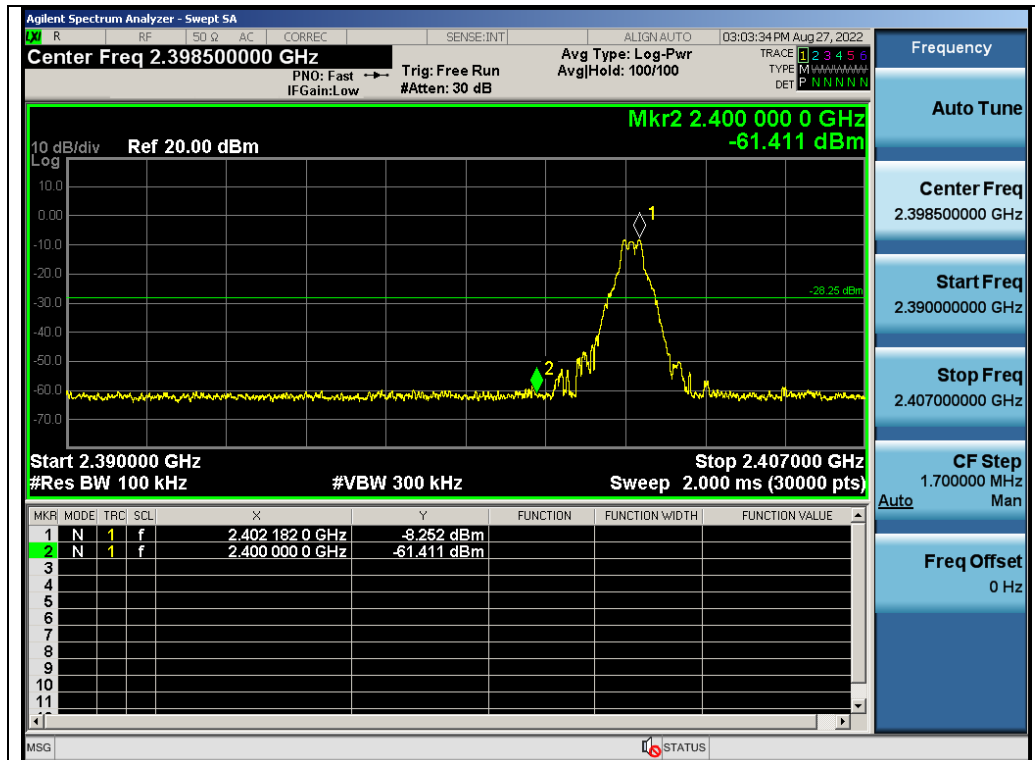 Agilent Spectrum Analyzer - Swept SA
LXI R RF 50 Ω AC CORREC SENSE:INT ALIGN AUTO 03:03:34 PM Aug 27, 2022
Center Freq 2.398500000 GHz
PNO: Fast
IFGain:Low
Trig: Free Run
#Atten: 30 dB
Avg Type: Log-Pwr
Avg|Hold: 100/100
TRACE 1 2 3 4 5 6
TYPE M
DET P N N N N N
Mkr2 2.400 000 0 GHz
-61.411 dBm
10 dB/div Ref 20.00 dBm
Log
10.0
0.00
-10.0
-20.0
-30.0
-40.0
-50.0
-60.0
-70.0
1
-28.25 dBm
2
Start 2.390000 GHz Stop 2.407000 GHz
#Res BW 100 kHz #VBW 300 kHz Sweep 2.000 ms (30000 pts)
MKR MODE TRC SCL X Y FUNCTION FUNCTION WIDTH FUNCTION VALUE
1 N 1 f 2.402 182 0 GHz -8.252 dBm
2 N 1 f 2.400 000 0 GHz -61.411 dBm
3
4
5
6
7
8
9
10
11
MSG STATUS
Frequency
Auto Tune
Center Freq
2.398500000 GHz
Start Freq
2.390000000 GHz
Stop Freq
2.407000000 GHz
CF Step
1.700000 MHz
Auto Man
Freq Offset
0 Hz